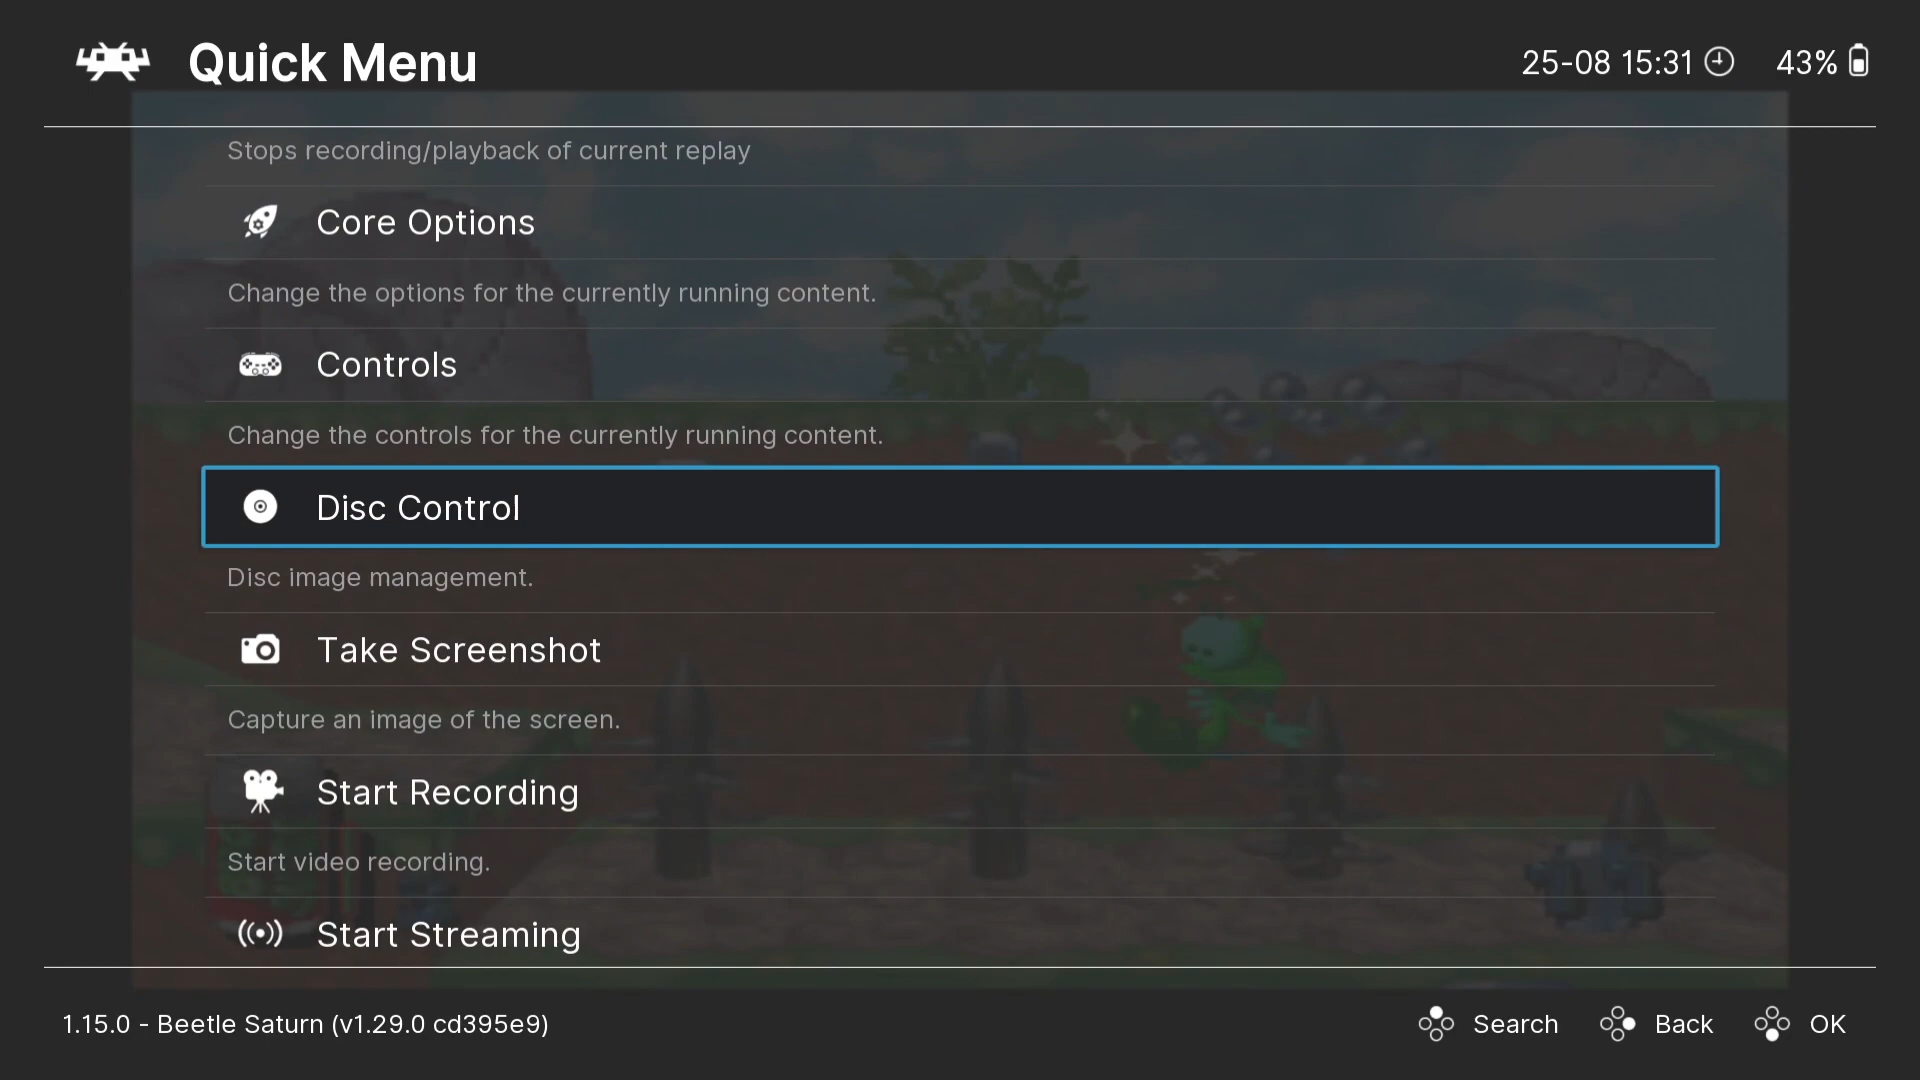 Quick Menu
25-08 15:31
43%
Stops recording/playback of current replay
Core Options
Change the options for the currently running content.
Controls
Change the controls for the currently running content.
Disc Control
Disc image management.
Take Screenshot
Capture an image of the screen.
Start Recording
Start video recording.
Start Streaming
1.15.0 - Beetle Saturn (v1.29.0 cd395e9)
Search
Back
OK